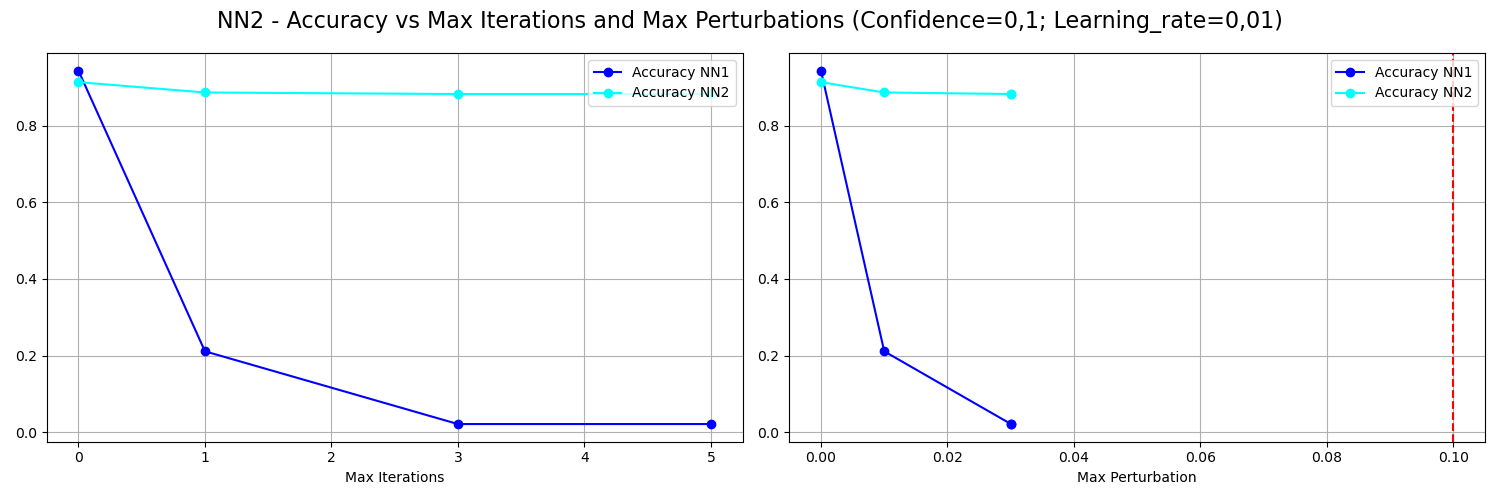 NN2 - Accuracy vs Max Iterations and Max Perturbations (Confidence=0,1; Learning_rate=0,01)
Accuracy NN1
Accuracy NN2
0.8
0.6
0.4
0.2
0.0
0 1 2 3 4 5
Max Iterations
Accuracy NN1
Accuracy NN2
0.8
0.6
0.4
0.2
0.0
0.00 0.02 0.04 0.06 0.08 0.10
Max Perturbation